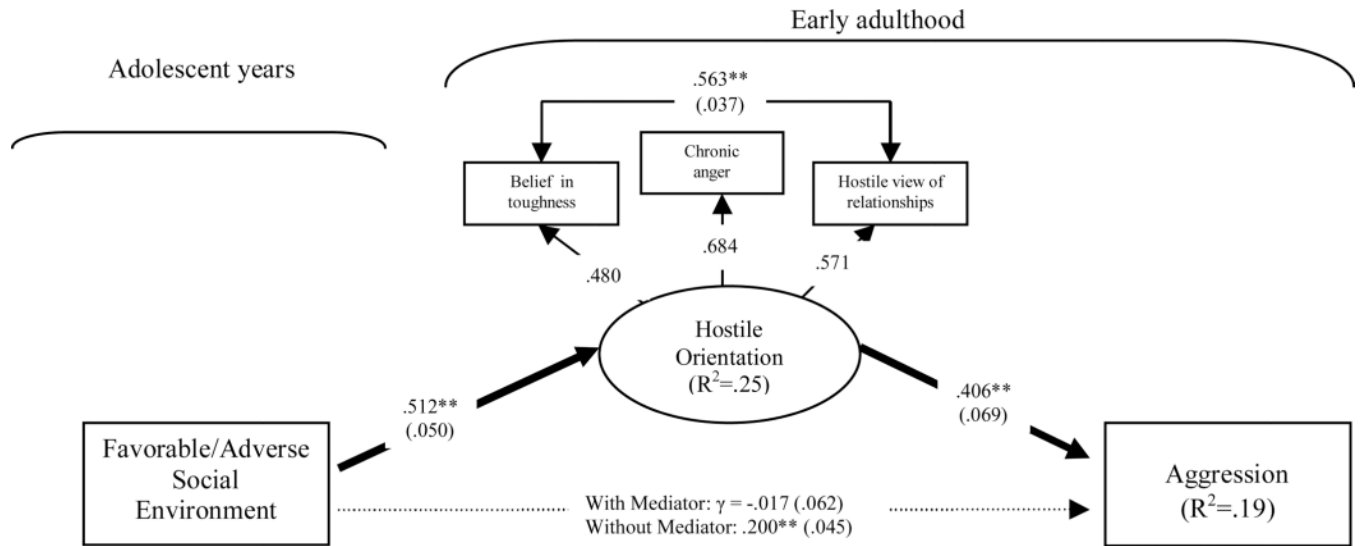 Early adulthood
Adolescent years
.563**
(.037)
Belief in
toughness
Chronic
anger
Hostile view of
relationships
.480
.684
.571
Hostile
Orientation
(R²=.25)
.512**
(.050)
.406**
(.069)
Favorable/Adverse
Social
Environment
With Mediator: γ = -.017 (.062)
Without Mediator: .200** (.045)
Aggression
(R²=.19)